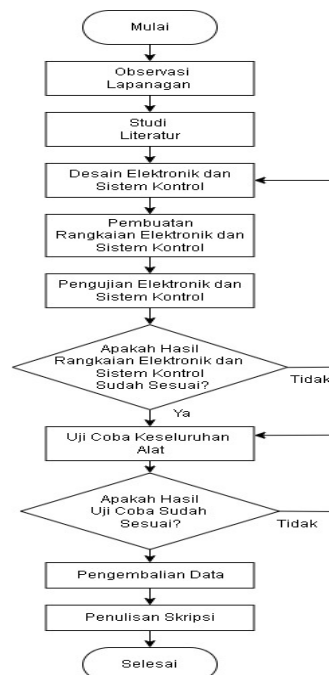 Mulai
Observasi
Lapanagan
Studi
Literatur
Desain Elektronik dan
Sistem Kontrol
Pembuatan
Rangkaian Elektronik dan
Sistem Kontrol
Pengujian Elektronik dan
Sistem Kontrol
Apakah Hasil
Rangkaian Elektronik dan
Sistem Kontrol
Sudah Sesuai?
Tidak
Ya
Uji Coba Keseluruhan
Alat
Apakah Hasil
Uji Coba Sudah
Sesuai?
Tidak
Pengembalian Data
Penulisan Skripsi
Selesai